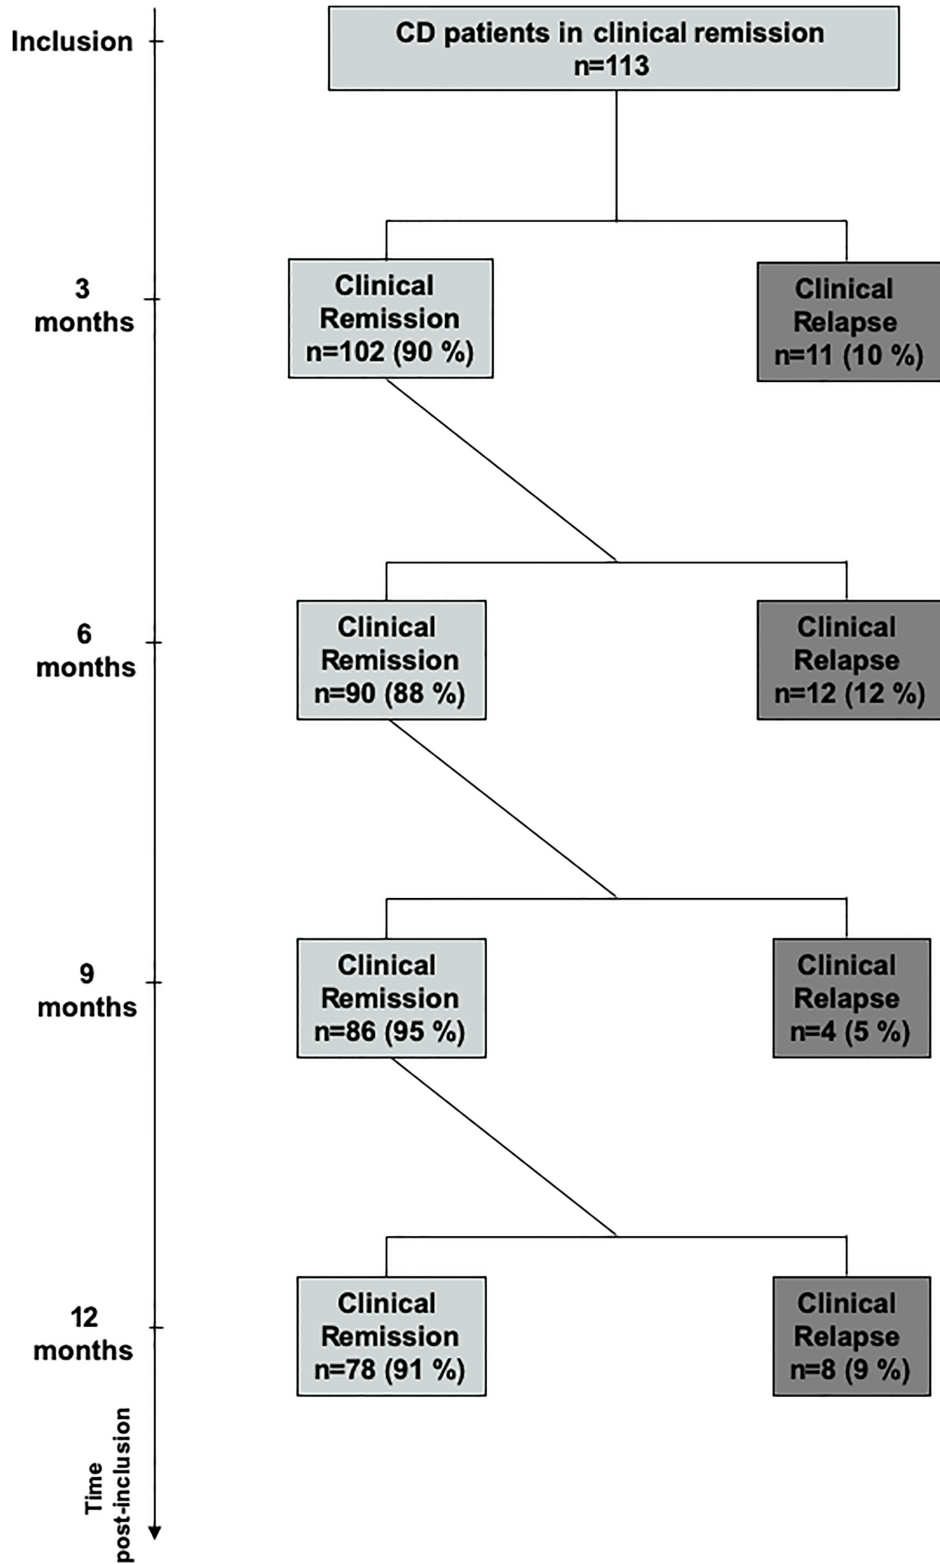 Inclusion
CD patients in clinical remission
n=113
3
months
Clinical
Remission
n=102 (90 %)
Clinical
Relapse
n=11 (10 %)
6
months
Clinical
Remission
n=90 (88 %)
Clinical
Relapse
n=12 (12 %)
9
months
Clinical
Remission
n=86 (95 %)
Clinical
Relapse
n=4 (5 %)
12
months
Clinical
Remission
n=78 (91 %)
Clinical
Relapse
n=8 (9 %)
Time
post-inclusion